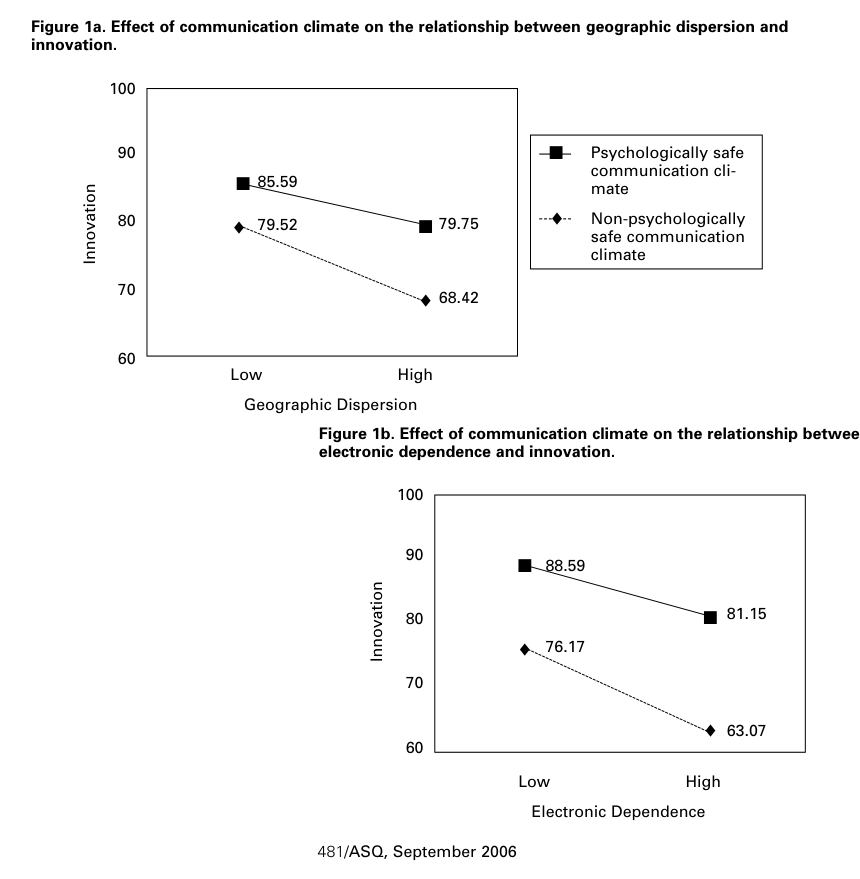 Figure 1a. Effect of communication climate on the relationship between geographic dispersion and
innovation.
100
90
80
70
60
Innovation
85.59
79.52
79.75
68.42
Low
High
Geographic Dispersion
Psychologically safe
communication cli-
mate
Non-psychologically
safe communication
climate
Figure 1b. Effect of communication climate on the relationship betwee
electronic dependence and innovation.
100
90
80
70
60
Innovation
88.59
76.17
81.15
63.07
Low
High
Electronic Dependence
481/ASQ, September 2006